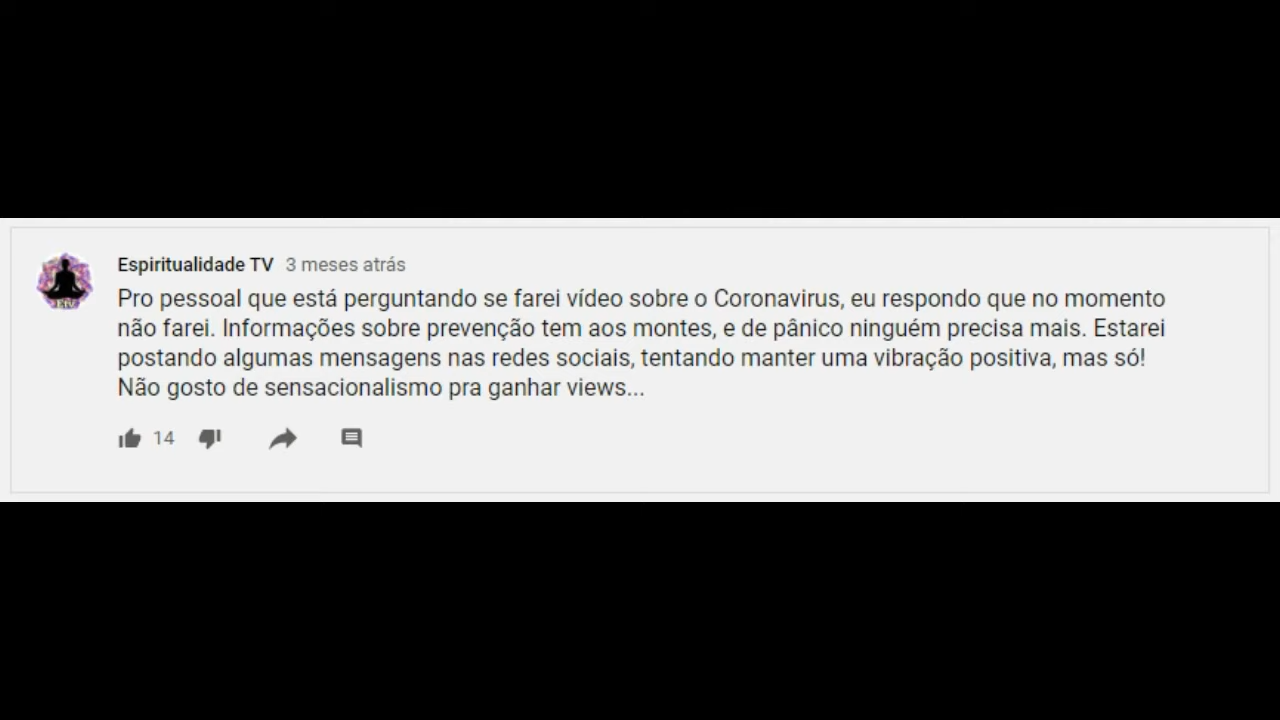 Espiritualidade TV 3 meses atrás
Pro pessoal que está perguntando se farei vídeo sobre o Coronavirus, eu respondo que no momento
não farei. Informações sobre prevenção tem aos montes, e de pânico ninguém precisa mais. Estarei
postando algumas mensagens nas redes sociais, tentando manter uma vibração positiva, mas só!
Não gosto de sensacionalismo pra ganhar views...
14
ETV